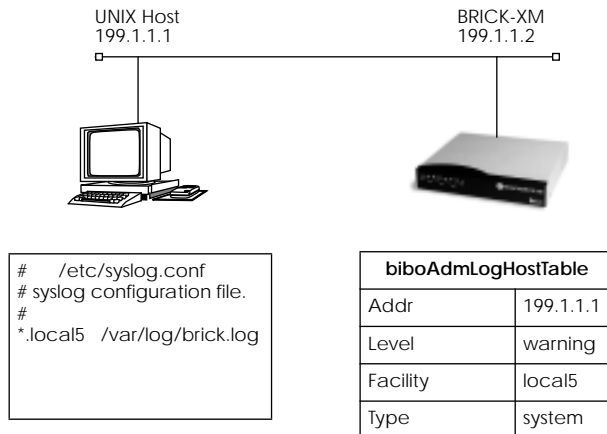 UNIX Host
199.1.1.1
BRICK-XM
199.1.1.2
# /etc/syslog.conf
# syslog configuration file.
#
*.local5 /var/log/brick.log
biboAdmLogHostTable
Addr 199.1.1.1
Level warning
Facility local5
Type system